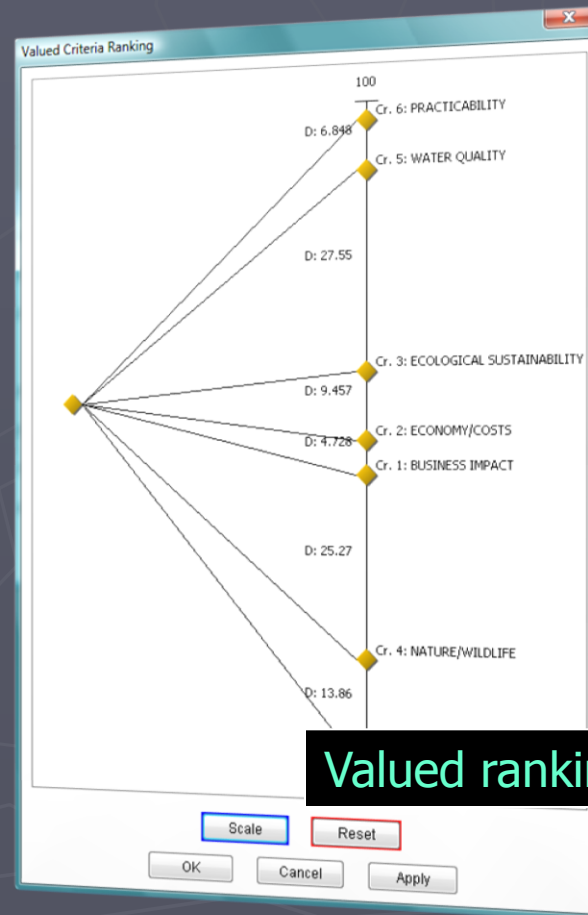 Valued Criteria Ranking
x
100
Cr. 6: PRACTICABILITY
D: 6.848
Cr. 5: WATER QUALITY
D: 27.55
Cr. 3: ECOLOGICAL SUSTAINABILITY
D: 9.457
Cr. 2: ECONOMY/COSTS
D: 4.728
Cr. 1: BUSINESS IMPACT
D: 25.27
Cr. 4: NATURE/WILDLIFE
D: 13.86
Valued rankin
Scale Reset
OK Cancel Apply